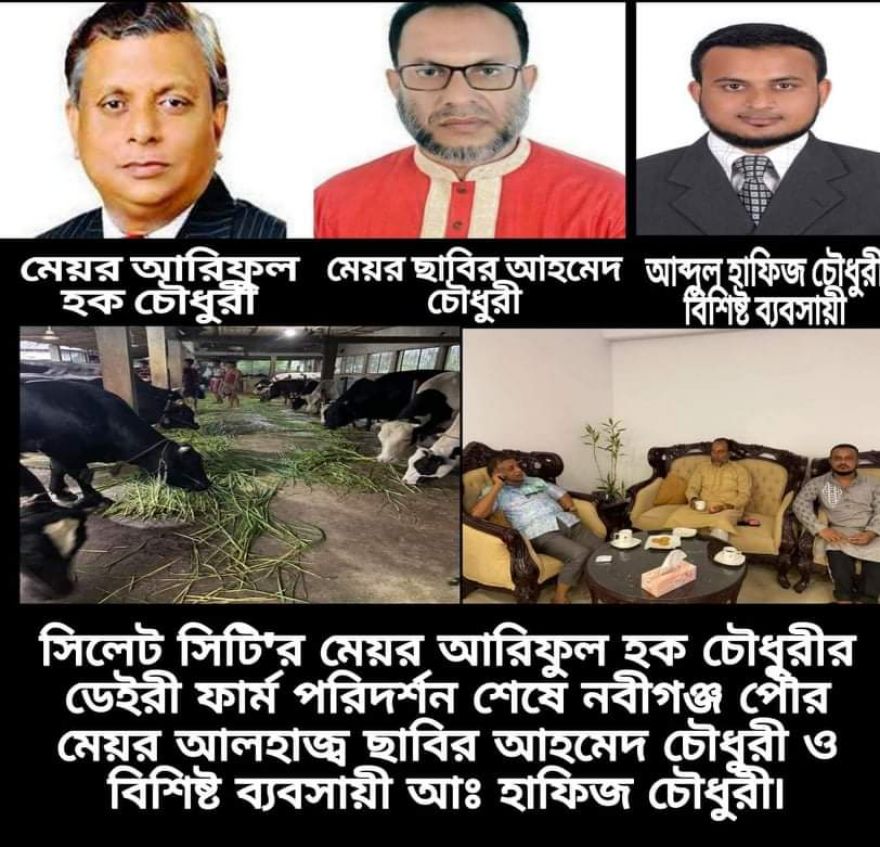 মেয়র আরিফুল
হক চৌধুরী
মেয়র ছাবির আহমেদ
চৌধুরী
আব্দুল হাফিজ চৌধুরী
বিশিষ্ট ব্যবসায়ী
সিলেট সিটি'র মেয়র আরিফুল হক চৌধুরীর
ডেইরী ফার্ম পরিদর্শন শেষে নবীগঞ্জ পৌর
মেয়র আলহাজ্ব ছাবির আহমেদ চৌধুরী ও
বিশিষ্ট ব্যবসায়ী আঃ হাফিজ চৌধুরী।